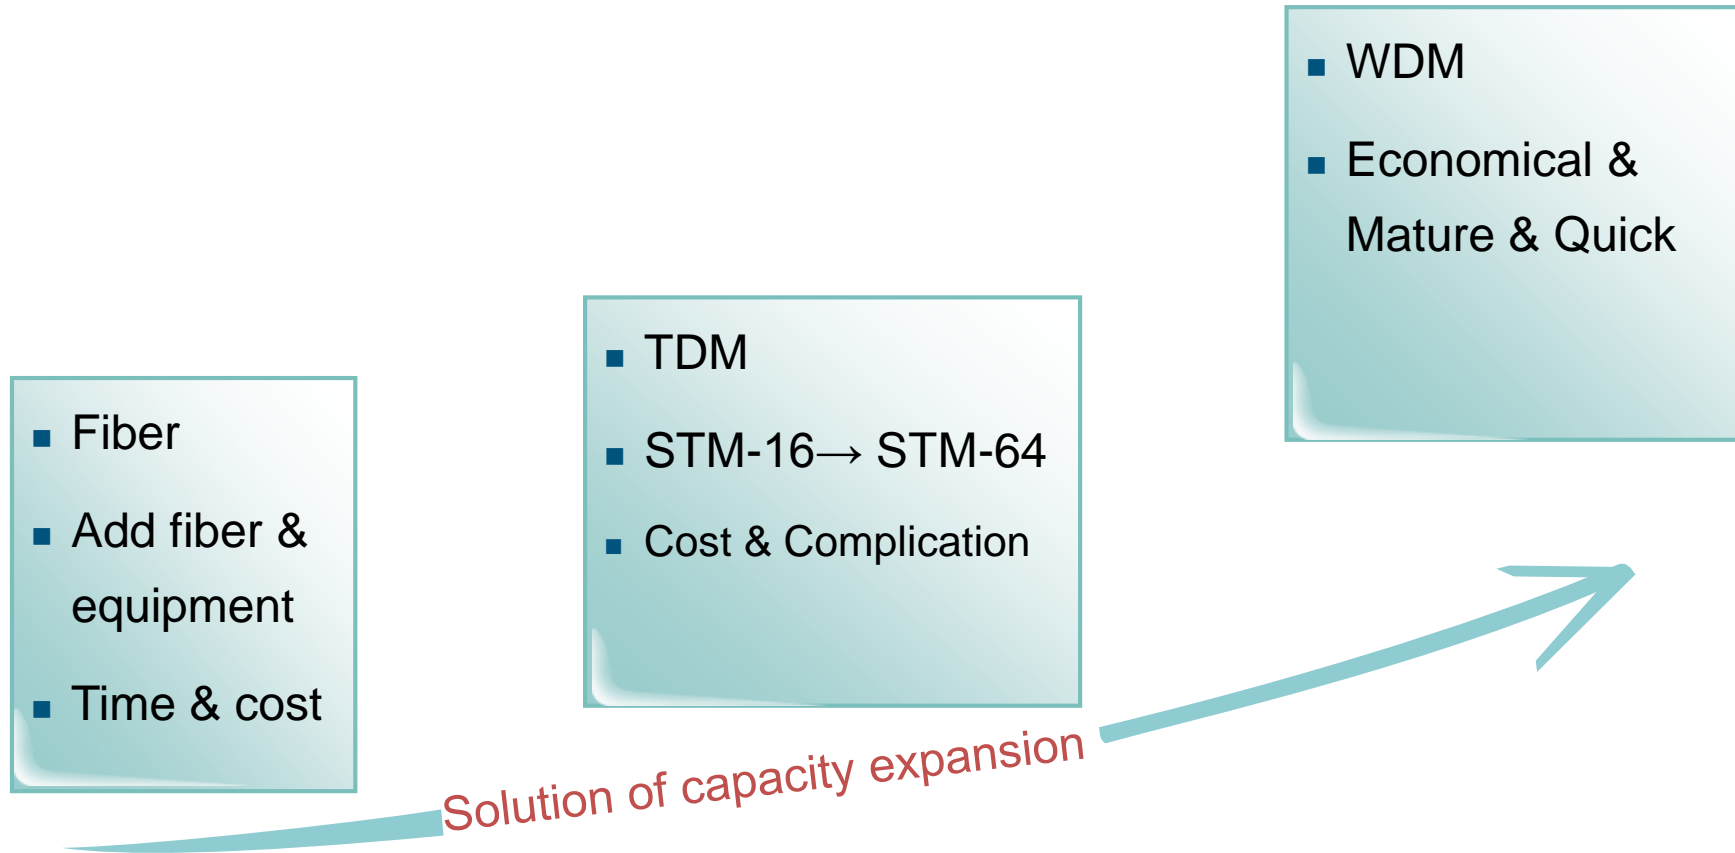 Fiber
Add fiber &
equipment
Time & cost
TDM
STM-16→ STM-64
Cost & Complication
WDM
Economical &
Mature & Quick
Solution of capacity expansion